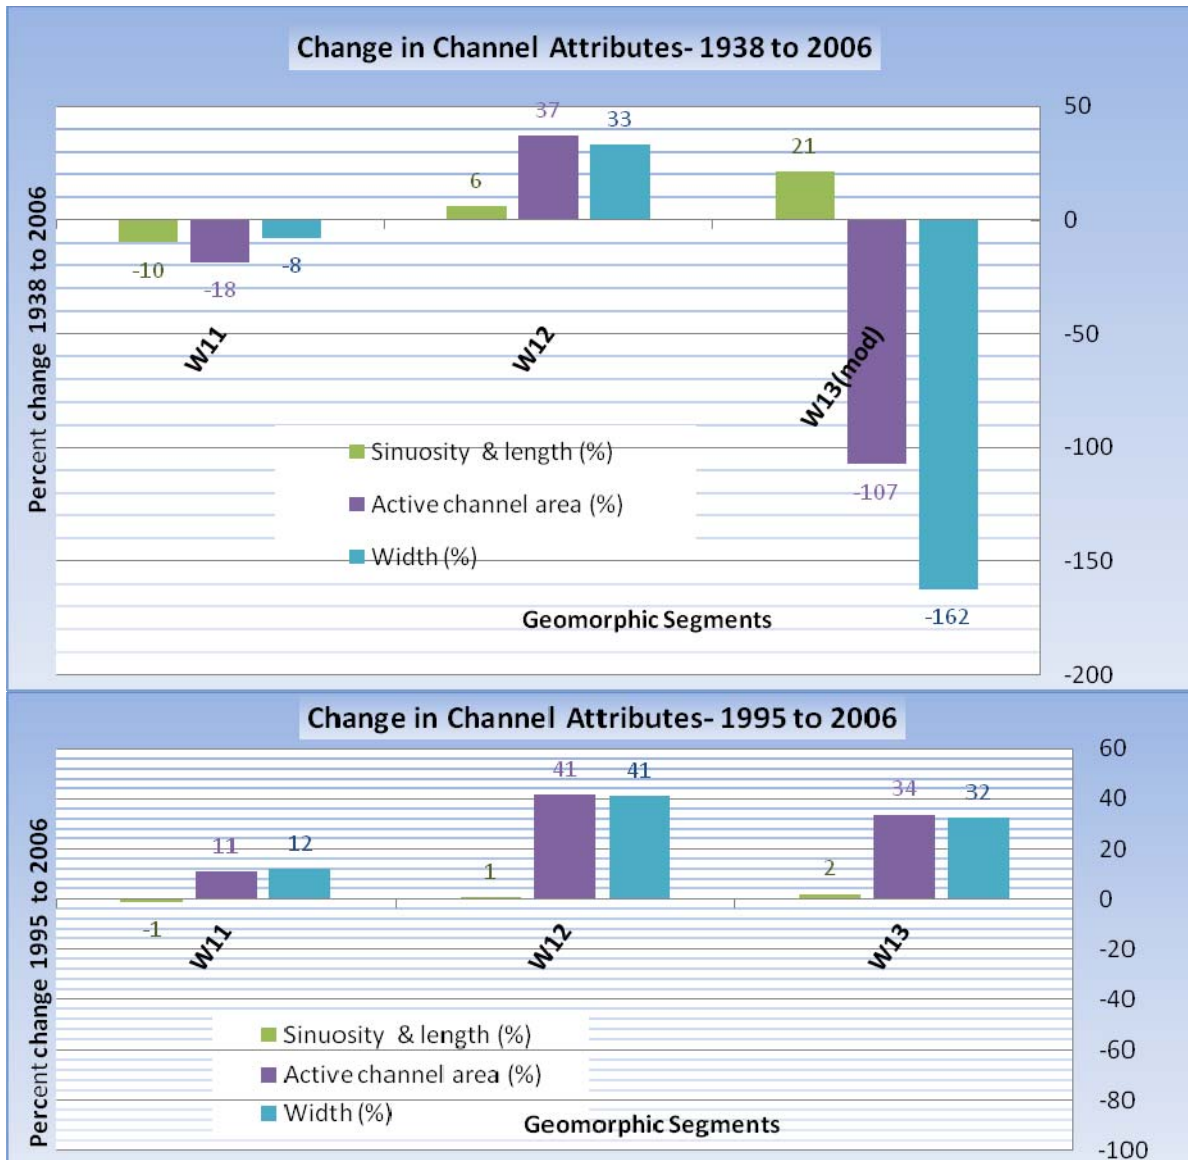 Change in Channel Attributes- 1938 to 2006
Percent change 1938 to 2006
50
0
-50
-100
-150
-200
-10
-18
-8
6
37
33
21
-107
-162
W11
W12
W13(mod)
Sinuosity & length (%)
Active channel area (%)
Width (%)
Geomorphic Segments
Change in Channel Attributes- 1995 to 2006
Percent change 1995 to 2006
60
40
20
0
-20
-40
-60
-80
-100
-1
11
12
1
41
41
2
34
32
W11
W12
W13
Sinuosity & length (%)
Active channel area (%)
Width (%)
Geomorphic Segments